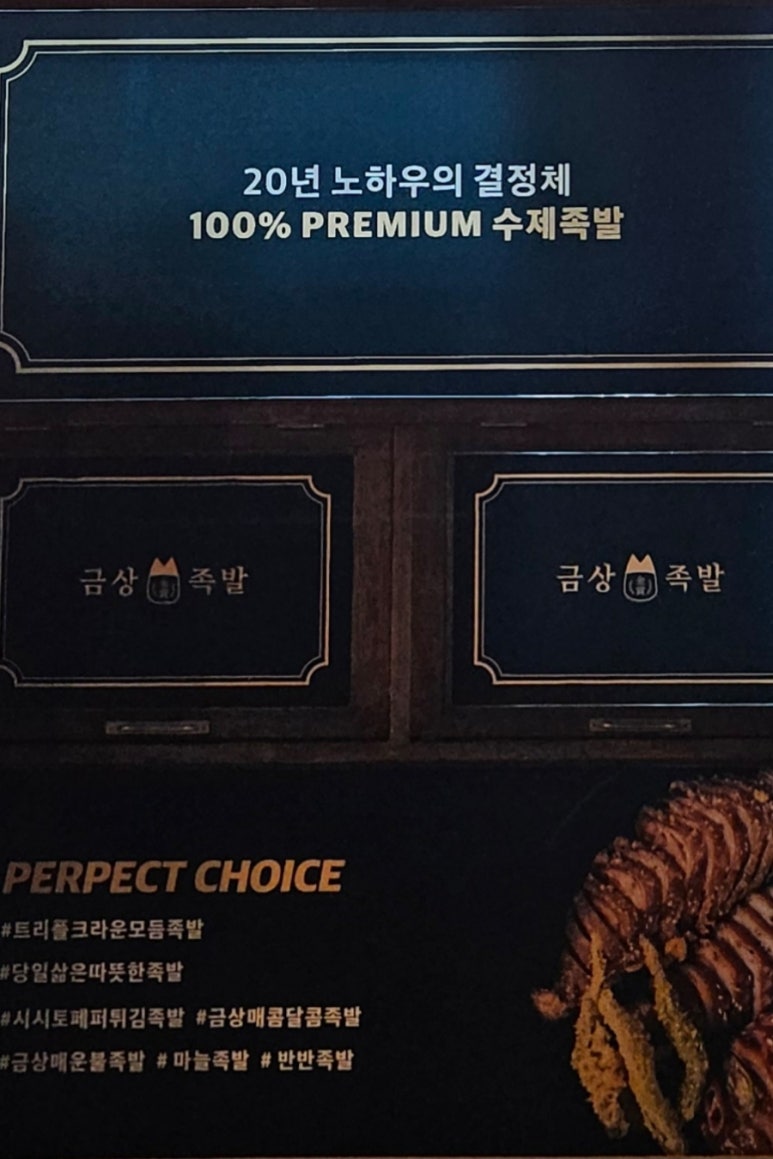 20년 노하우의 결정체
100% PREMIUM 수제족발
금상 족발
금상 족발
PERPECT CHOICE
#트리플크라운모듬족발
#당일삶은따뜻한족발
#시시토페퍼튀김족발 #금상매콤달콤족발
#금상매운불족발 # 마늘족발 # 반반족발